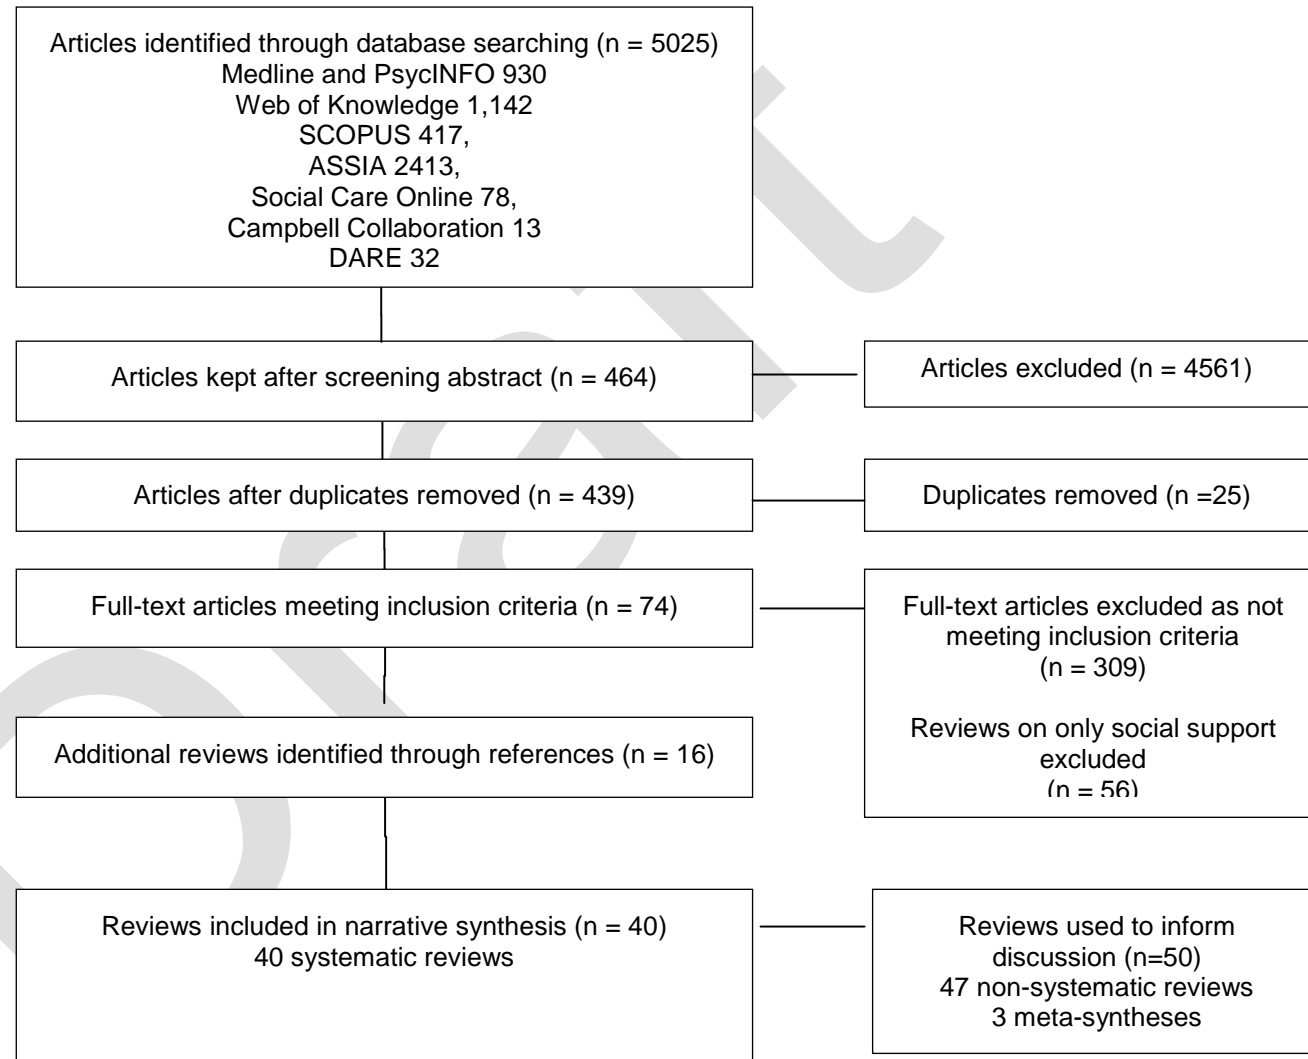 Articles identified through database searching (n = 5025)
Medline and PsycINFO 930
Web of Knowledge 1,142
SCOPUS 417,
ASSIA 2413,
Social Care Online 78,
Campbell Collaboration 13
DARE 32
Articles kept after screening abstract (n = 464)
Articles excluded (n = 4561)
Articles after duplicates removed (n = 439)
Duplicates removed (n =25)
Full-text articles meeting inclusion criteria (n = 74)
Full-text articles excluded as not
meeting inclusion criteria
(n = 309)
Reviews on only social support
excluded
(n = 56)
Additional reviews identified through references (n = 16)
Reviews included in narrative synthesis (n = 40)
40 systematic reviews
Reviews used to inform
discussion (n=50)
47 non-systematic reviews
3 meta-syntheses
Draft